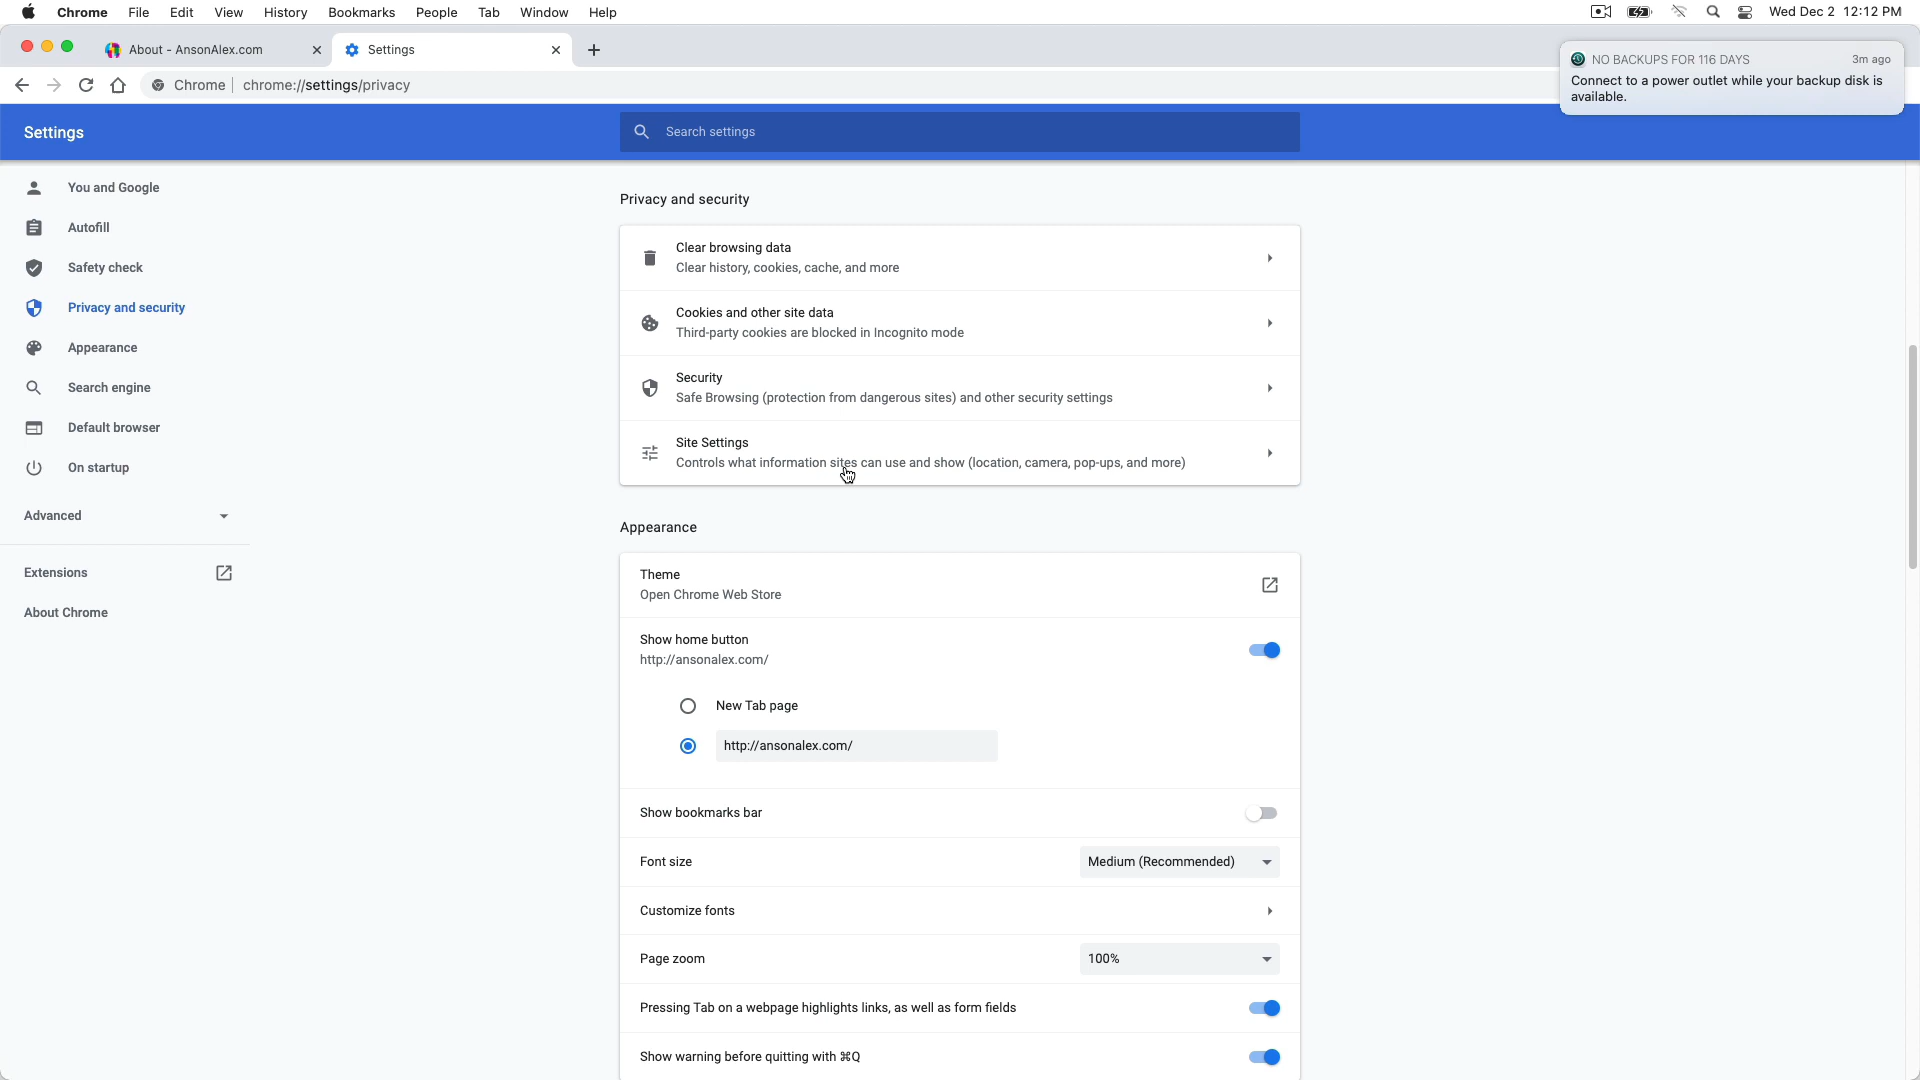 Chrome File Edit View History Bookmarks People Tab Window Help Wed Dec 2 12:12 PM
About - AnsonAlex.com Settings
NO BACKUPS FOR 116 DAYS 3m ago
Connect to a power outlet while your backup disk is
available.
Chrome chrome://settings/privacy
Settings
Search settings
You and Google
Autofill
Safety check
Privacy and security
Appearance
Search engine
Default browser
On startup
Advanced
Extensions
About Chrome
Privacy and security
Clear browsing data
Clear history, cookies, cache, and more
Cookies and other site data
Third-party cookies are blocked in Incognito mode
Security
Safe Browsing (protection from dangerous sites) and other security settings
Site Settings
Controls what information sites can use and show (location, camera, pop-ups, and more)
Appearance
Theme
Open Chrome Web Store
Show home button
http://ansonalex.com/
New Tab page
http://ansonalex.com/
Show bookmarks bar
Font size Medium (Recommended)
Customize fonts
Page zoom 100%
Pressing Tab on a webpage highlights links, as well as form fields
Show warning before quitting with ⌘Q